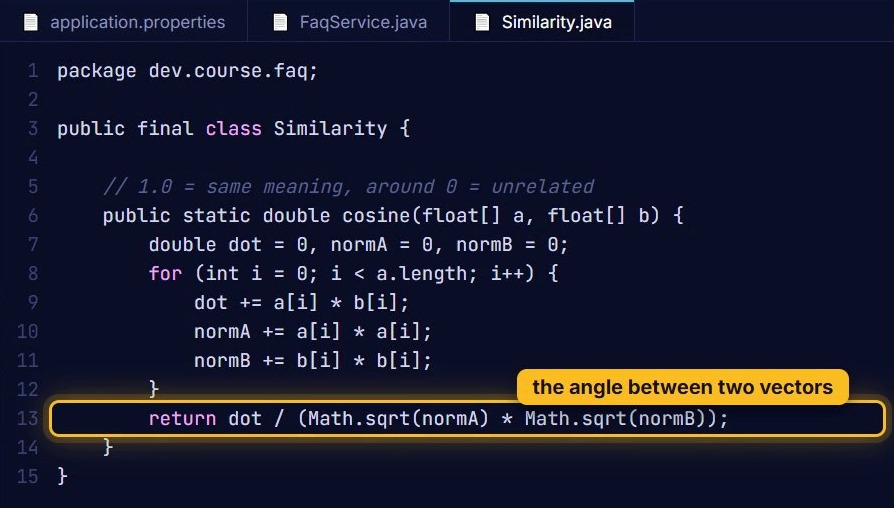 application.properties
FaqService.java
Similarity.java
1 package dev.course.faq;
2
3 public final class Similarity {
4
5 // 1.0 = same meaning, around 0 = unrelated
6 public static double cosine(float[] a, float[] b) {
7 double dot = 0, normA = 0, normB = 0;
8 for (int i = 0; i < a.length; i++) {
9 dot += a[i] * b[i];
10 normA += a[i] * a[i];
11 normB += b[i] * b[i];
12 }
the angle between two vectors
13 return dot / (Math.sqrt(normA) * Math.sqrt(normB));
14 }
15 }